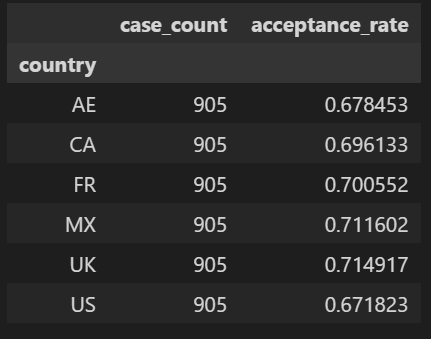 case_count acceptance_rate
country
AE 905 0.678453
CA 905 0.696133
FR 905 0.700552
MX 905 0.711602
UK 905 0.714917
US 905 0.671823